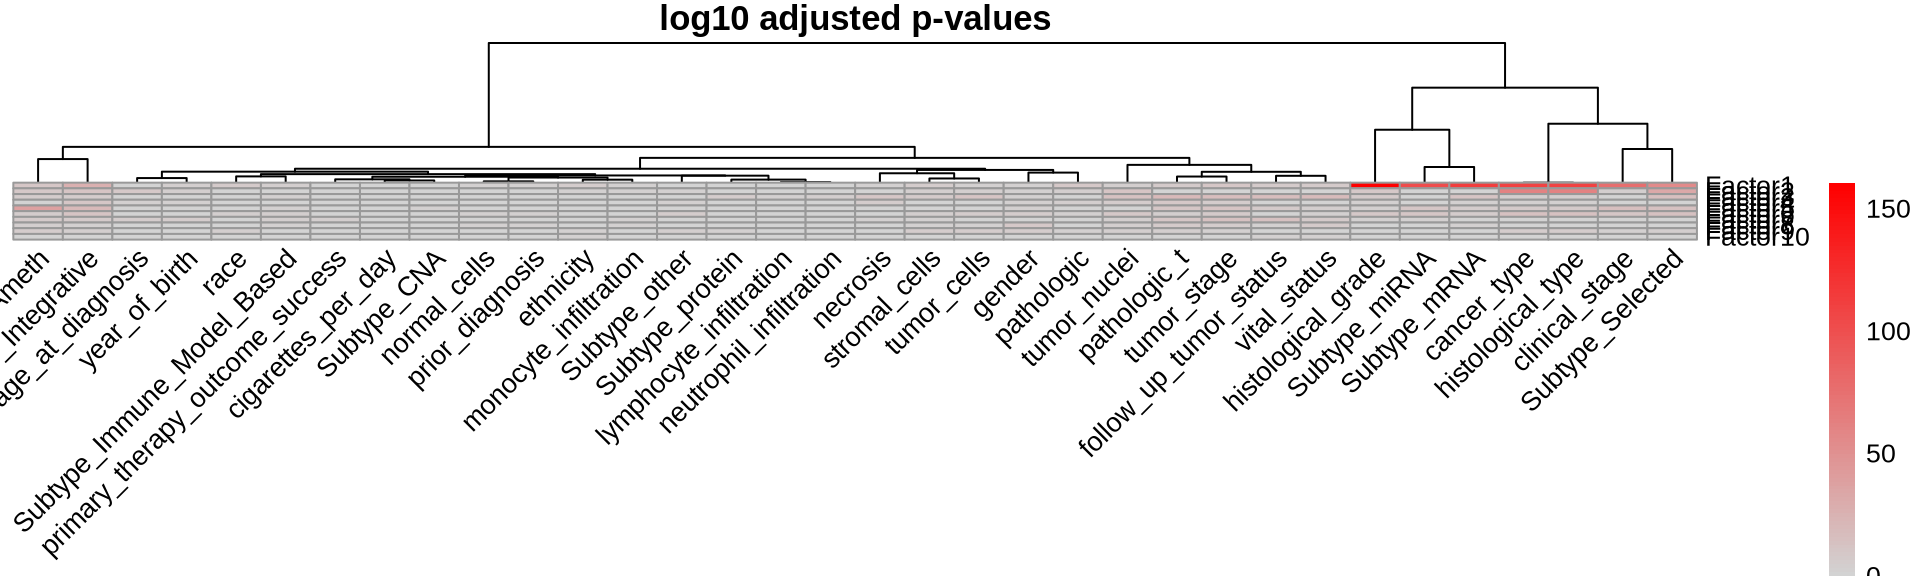 log10 adjusted p-values
Factor1
Factor10
150
100
50
0
Integrative
age_at_diagnosis
year_of_birth
race
Subtype_Immune_Model_Based
primary_therapy_outcome_success
cigarettes_per_day
Subtype_CNA
normal_cells
prior_diagnosis
ethnicity
monocyte_infiltration
Subtype_other
Subtype_protein
lymphocyte_infiltration
neutrophil_infiltration
necrosis
stromal_cells
tumor_cells
gender
pathologic
tumor_nuclei
pathologic_t
tumor_stage
follow_up_tumor_status
vital_status
histological_grade
Subtype_miRNA
Subtype_mRNA
cancer_type
histological_type
clinical_stage
Subtype_Selected